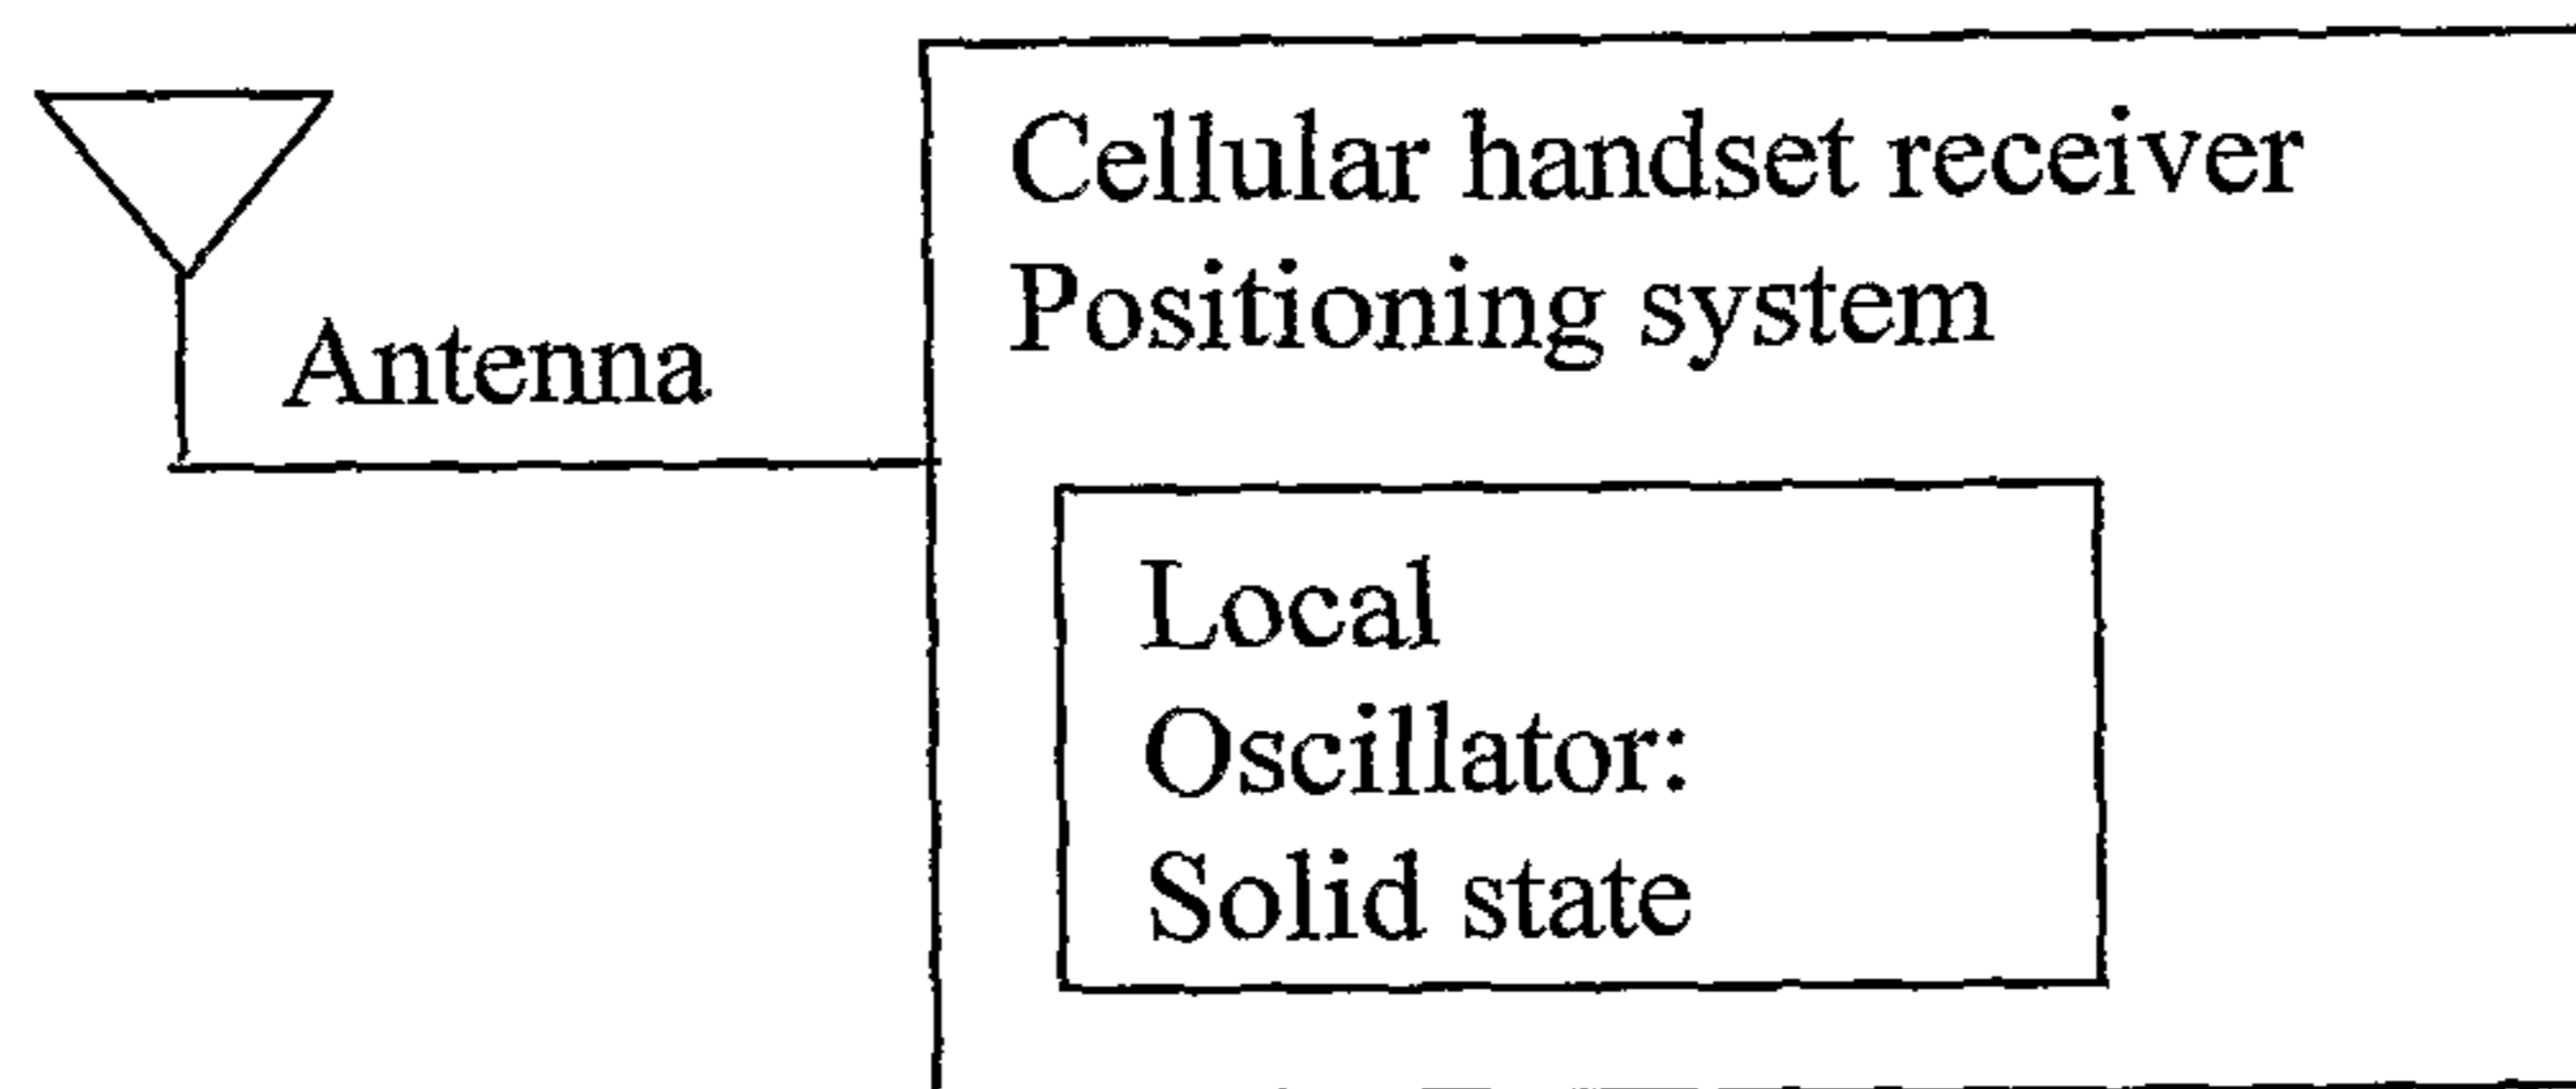 Cellular handset receiver
Positioning system
Antenna
Local
Oscillator:
Solid state